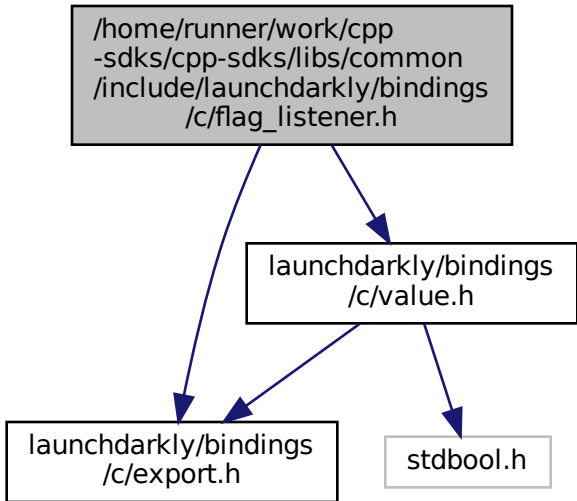 /home/runner/work/cpp
-sdks/cpp-sdks/libs/common
/include/launchdarkly/bindings
/c/flag_listener.h
launchdarkly/bindings
/c/value.h
launchdarkly/bindings
/c/export.h
stdbool.h